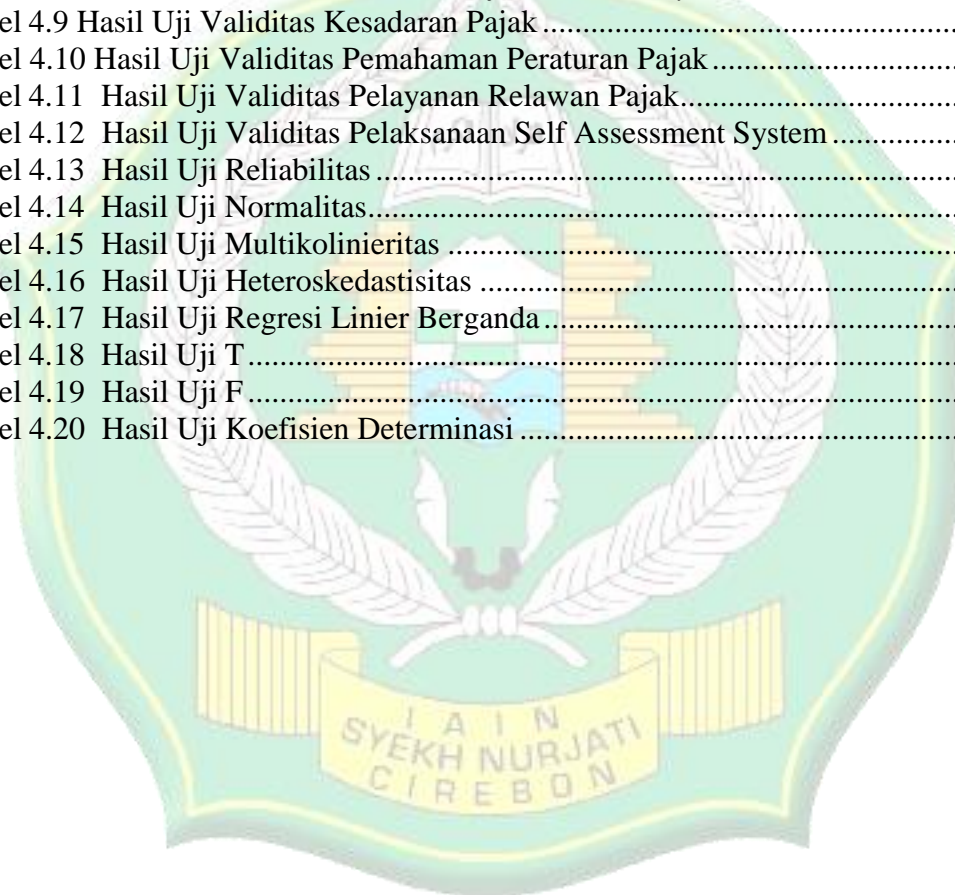 el 4.9 Hasil Uji Validitas Kesadaran Pajak
el 4.10 Hasil Uji Validitas Pemahaman Peraturan Pajak
el 4.11 Hasil Uji Validitas Pelayanan Relawan Pajak
el 4.12 Hasil Uji Validitas Pelaksanaan Self Assessment System
el 4.13 Hasil Uji Reliabilitas
el 4.14 Hasil Uji Normalitas
el 4.15 Hasil Uji Multikolinieritas
el 4.16 Hasil Uji Heteroskedastisitas
el 4.17 Hasil Uji Regresi Linier Berganda
el 4.18 Hasil Uji T
el 4.19 Hasil Uji F
el 4.20 Hasil Uji Koefisien Determinasi
IAIN
SYEKH NURJATI
CIREBON